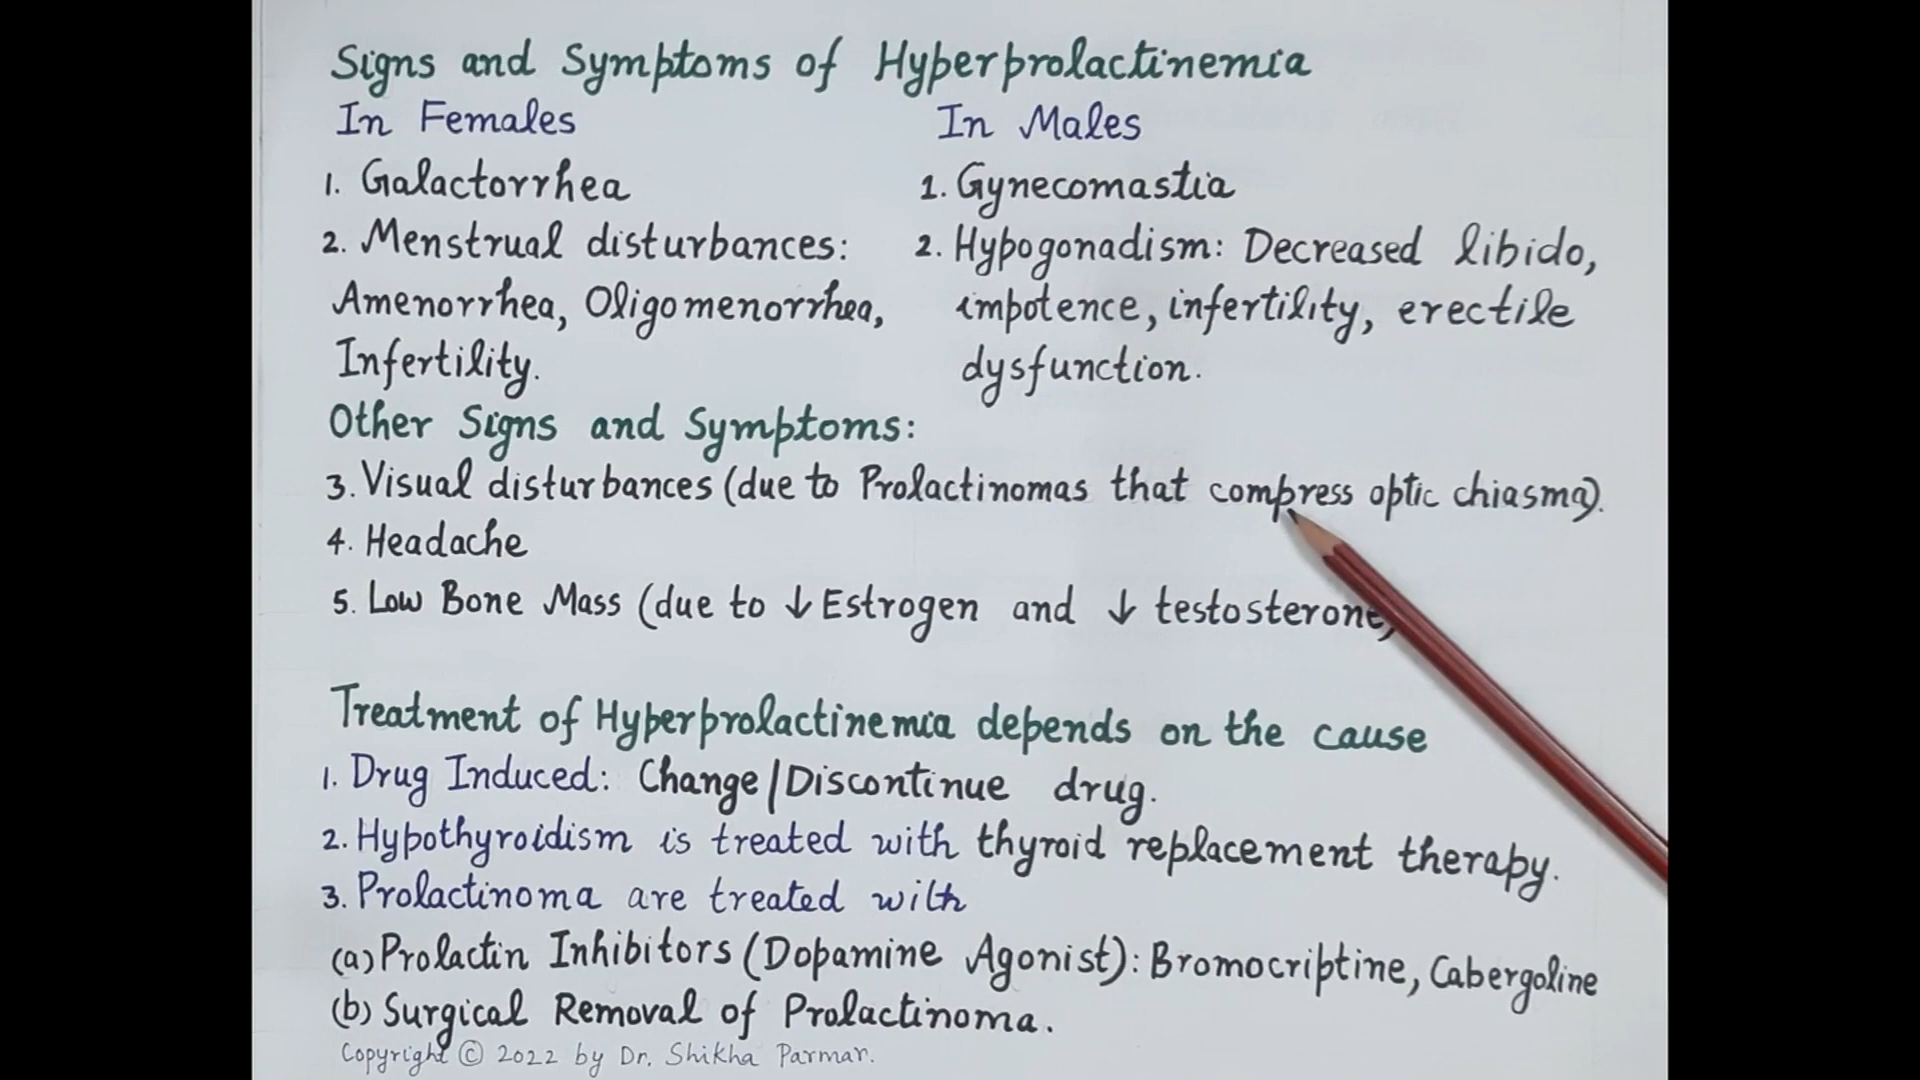 Signs and Symptoms of Hyperprolactinemia
In Females
1. Galactorrhea
2. Menstrual disturbances:
Amenorrhea, Oligomenorrhea,
Infertility.
In Males
1. Gynecomastia
2. Hypogonadism: Decreased libido,
impotence, infertility, erectile
dysfunction.
Other Signs and Symptoms:
3. Visual disturbances (due to Prolactinomas that compress optic chiasma).
4. Headache
5. Low Bone Mass (due to ↓ Estrogen and ↓ testosterone)
Treatment of Hyperprolactinemia depends on the cause
1. Drug Induced: Change/Discontinue drug.
2. Hypothyroidism is treated with thyroid replacement therapy.
3. Prolactinoma are treated with
(a) Prolactin Inhibitors (Dopamine Agonist): Bromocriptine, Cabergoline
(b) Surgical Removal of Prolactinoma.
Copyright © 2022 by Dr. Shikha Parmar.